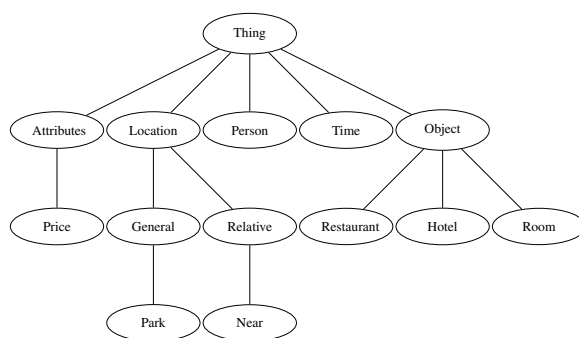 Thing
Attributes Location Person Time Object
Price General Relative Restaurant Hotel Room
Park Near